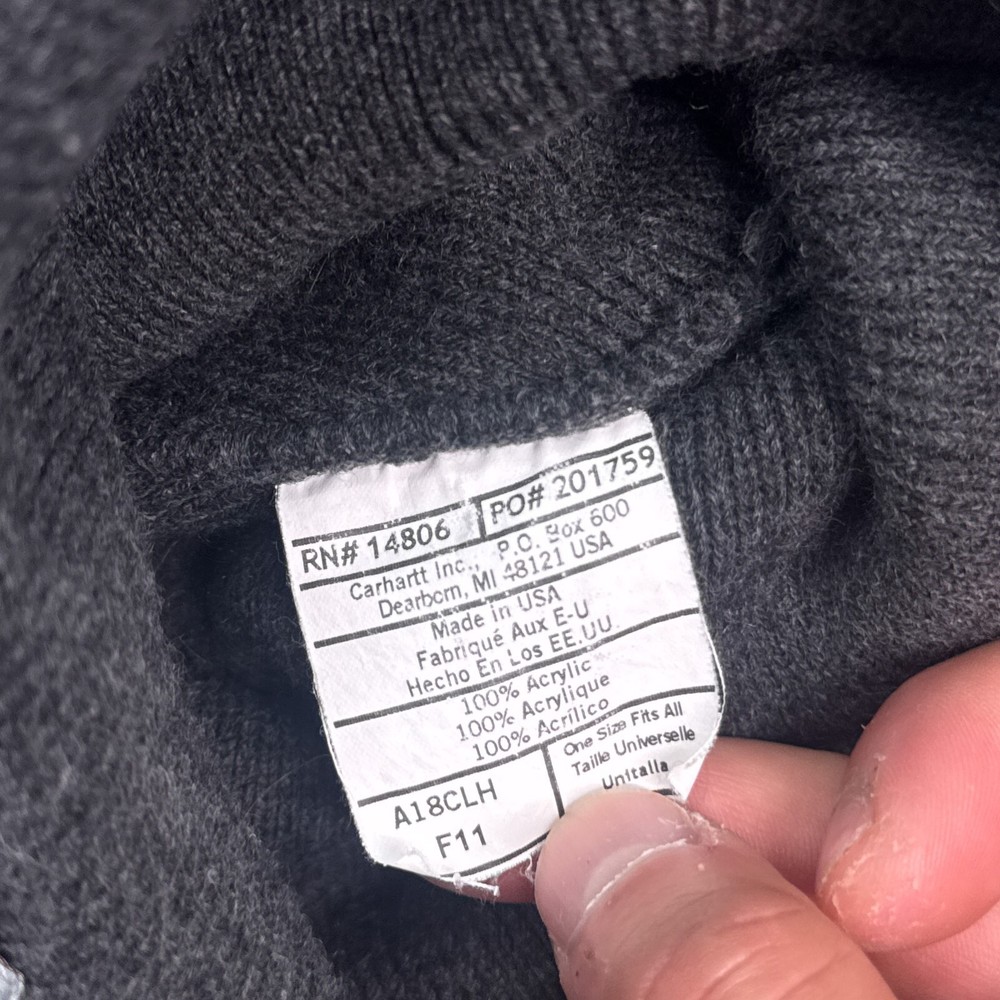 RN# 14806
PO# 201759
Carhartt Inc., P.O. Box 600
Dearborn, MI 48121 USA
Made in USA
Fabriqué Aux E-U
Hecho En Los EE.UU.
100% Acrylic
100% Acrylique
100% Acrilico
A18CLH
F11
One Size Fits All
Taille Universelle
Unitalla